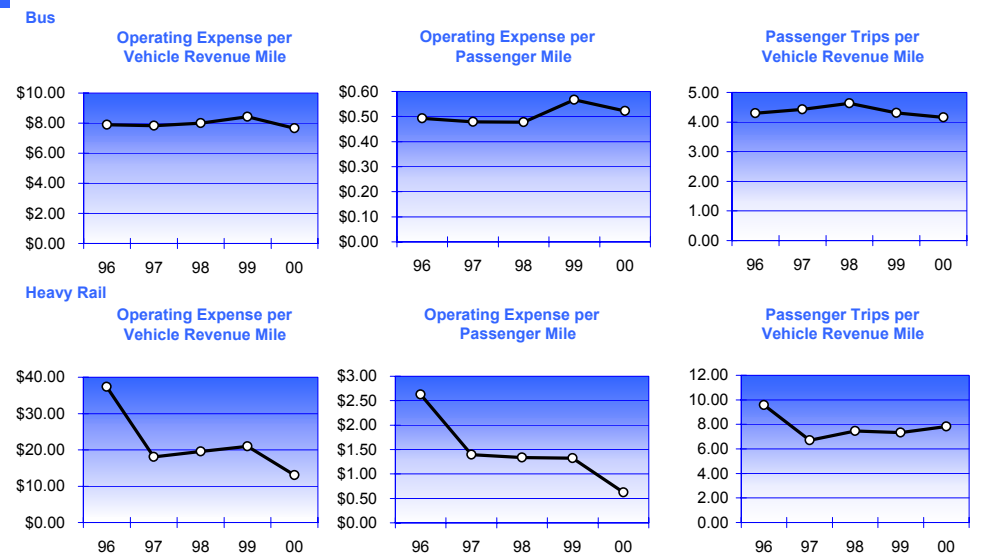 Bus
Operating Expense per
Vehicle Revenue Mile
$10.00
$8.00
$6.00
$4.00
$2.00
$0.00
96 97 98 99 00
Operating Expense per
Passenger Mile
$0.60
$0.50
$0.40
$0.30
$0.20
$0.10
$0.00
96 97 98 99 00
Passenger Trips per
Vehicle Revenue Mile
5.00
4.00
3.00
2.00
1.00
0.00
96 97 98 99 00
Heavy Rail
Operating Expense per
Vehicle Revenue Mile
$40.00
$30.00
$20.00
$10.00
$0.00
96 97 98 99 00
Operating Expense per
Passenger Mile
$3.00
$2.50
$2.00
$1.50
$1.00
$0.50
$0.00
96 97 98 99 00
Passenger Trips per
Vehicle Revenue Mile
12.00
10.00
8.00
6.00
4.00
2.00
0.00
96 97 98 99 00